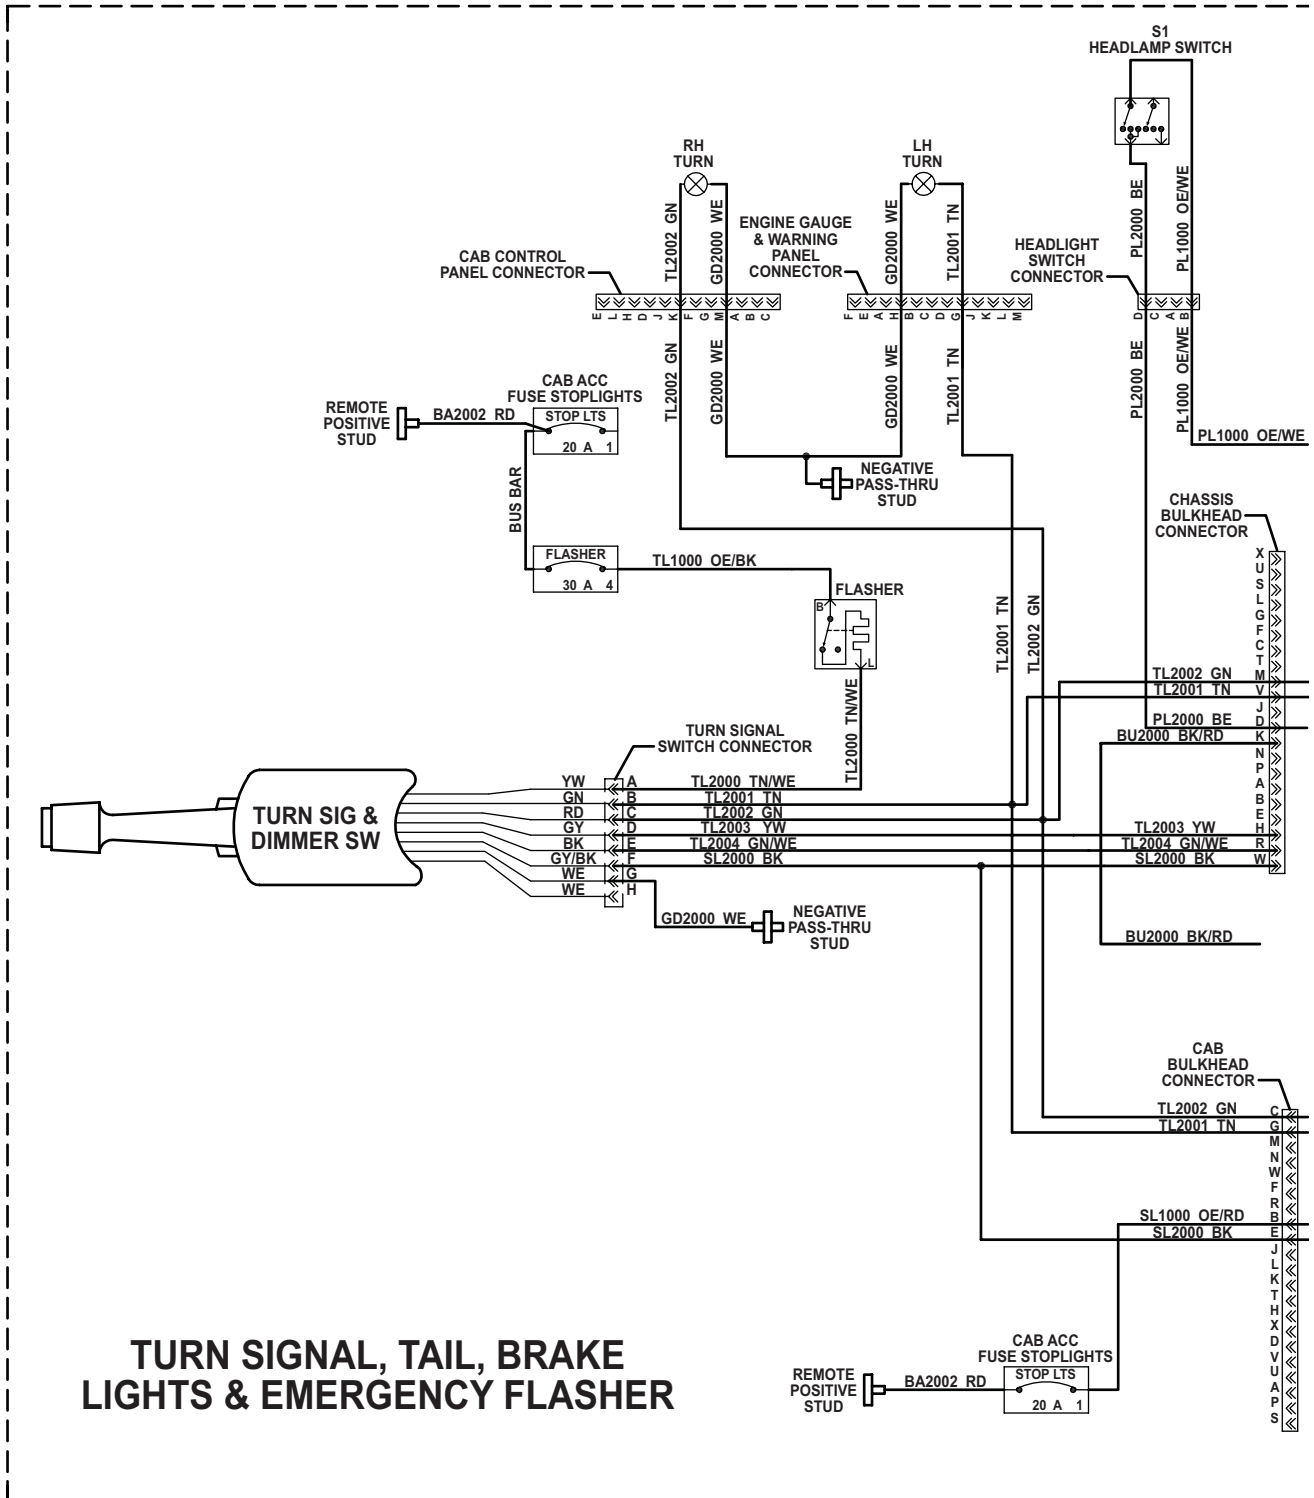 S1
HEADLAMP SWITCH
RH
TURN
LH
TURN
TL2002 GN
GD2000 WE
GD2000 WE
TL2001 TN
PL2000 BE
PL1000 OE/WE
CAB CONTROL
PANEL CONNECTOR
ENGINE GAUGE
& WARNING
PANEL
CONNECTOR
HEADLIGHT
SWITCH
CONNECTOR
E L H D J K F G M A B C
F E A H B C D G J K L M
D C A B
TL2002 GN
GD2000 WE
GD2000 WE
TL2001 TN
PL2000 BE
PL1000 OE/WE
PL1000 OE/WE
CAB ACC
FUSE STOPLIGHTS
STOP LTS
20 A 1
REMOTE
POSITIVE
STUD
BA2002 RD
BUS BAR
NEGATIVE
PASS-THRU
STUD
FLASHER
30 A 4
TL1000 OE/BK
FLASHER
B
L
TL2000 TN/WE
TL2001 TN
TL2002 GN
CHASSIS
BULKHEAD
CONNECTOR
X
U
S
L
G
F
C
T
TL2002 GN M
TL2001 TN V
J
PL2000 BE D
BU2000 BK/RD K
N
P
A
B
E
TL2003 YW H
TL2004 GN/WE R
SL2000 BK W
BU2000 BK/RD
TURN SIGNAL
SWITCH CONNECTOR
TURN SIG &
DIMMER SW
YW A TL2000 TN/WE
GN B TL2001 TN
RD C TL2002 GN
GY D TL2003 YW
BK E TL2004 GN/WE
GY/BK F SL2000 BK
WE G
WE H
GD2000 WE
NEGATIVE
PASS-THRU
STUD
CAB
BULKHEAD
CONNECTOR
TL2002 GN C
TL2001 TN G
M
N
W
F
R
SL1000 OE/RD B
SL2000 BK E
J
L
K
T
H
X
D
V
U
A
P
S
CAB ACC
FUSE STOPLIGHTS
STOP LTS
20 A 1
REMOTE
POSITIVE
STUD
BA2002 RD
TURN SIGNAL, TAIL, BRAKE
LIGHTS & EMERGENCY FLASHER